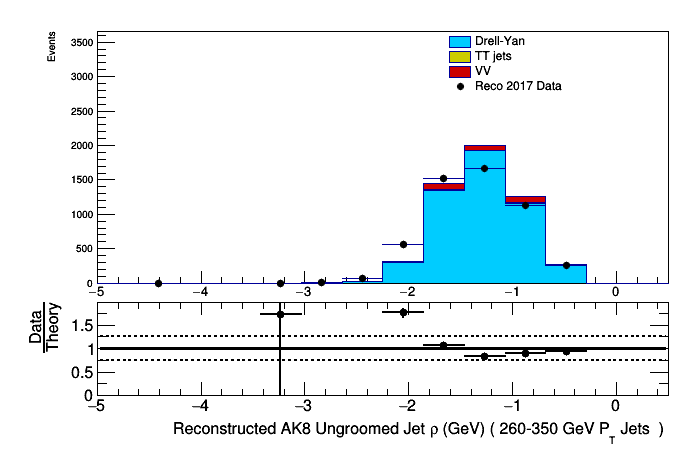 Events
3500
3000
2500
2000
1500
1000
500
0
Drell-Yan
TT jets
VV
Reco 2017 Data
−5 −4 −3 −2 −1 0
Data
Theory
1.5
1
0.5
0
−5 −4 −3 −2 −1 0
Reconstructed AK8 Ungroomed Jet ρ (GeV) ( 260-350 GeV P_T Jets )